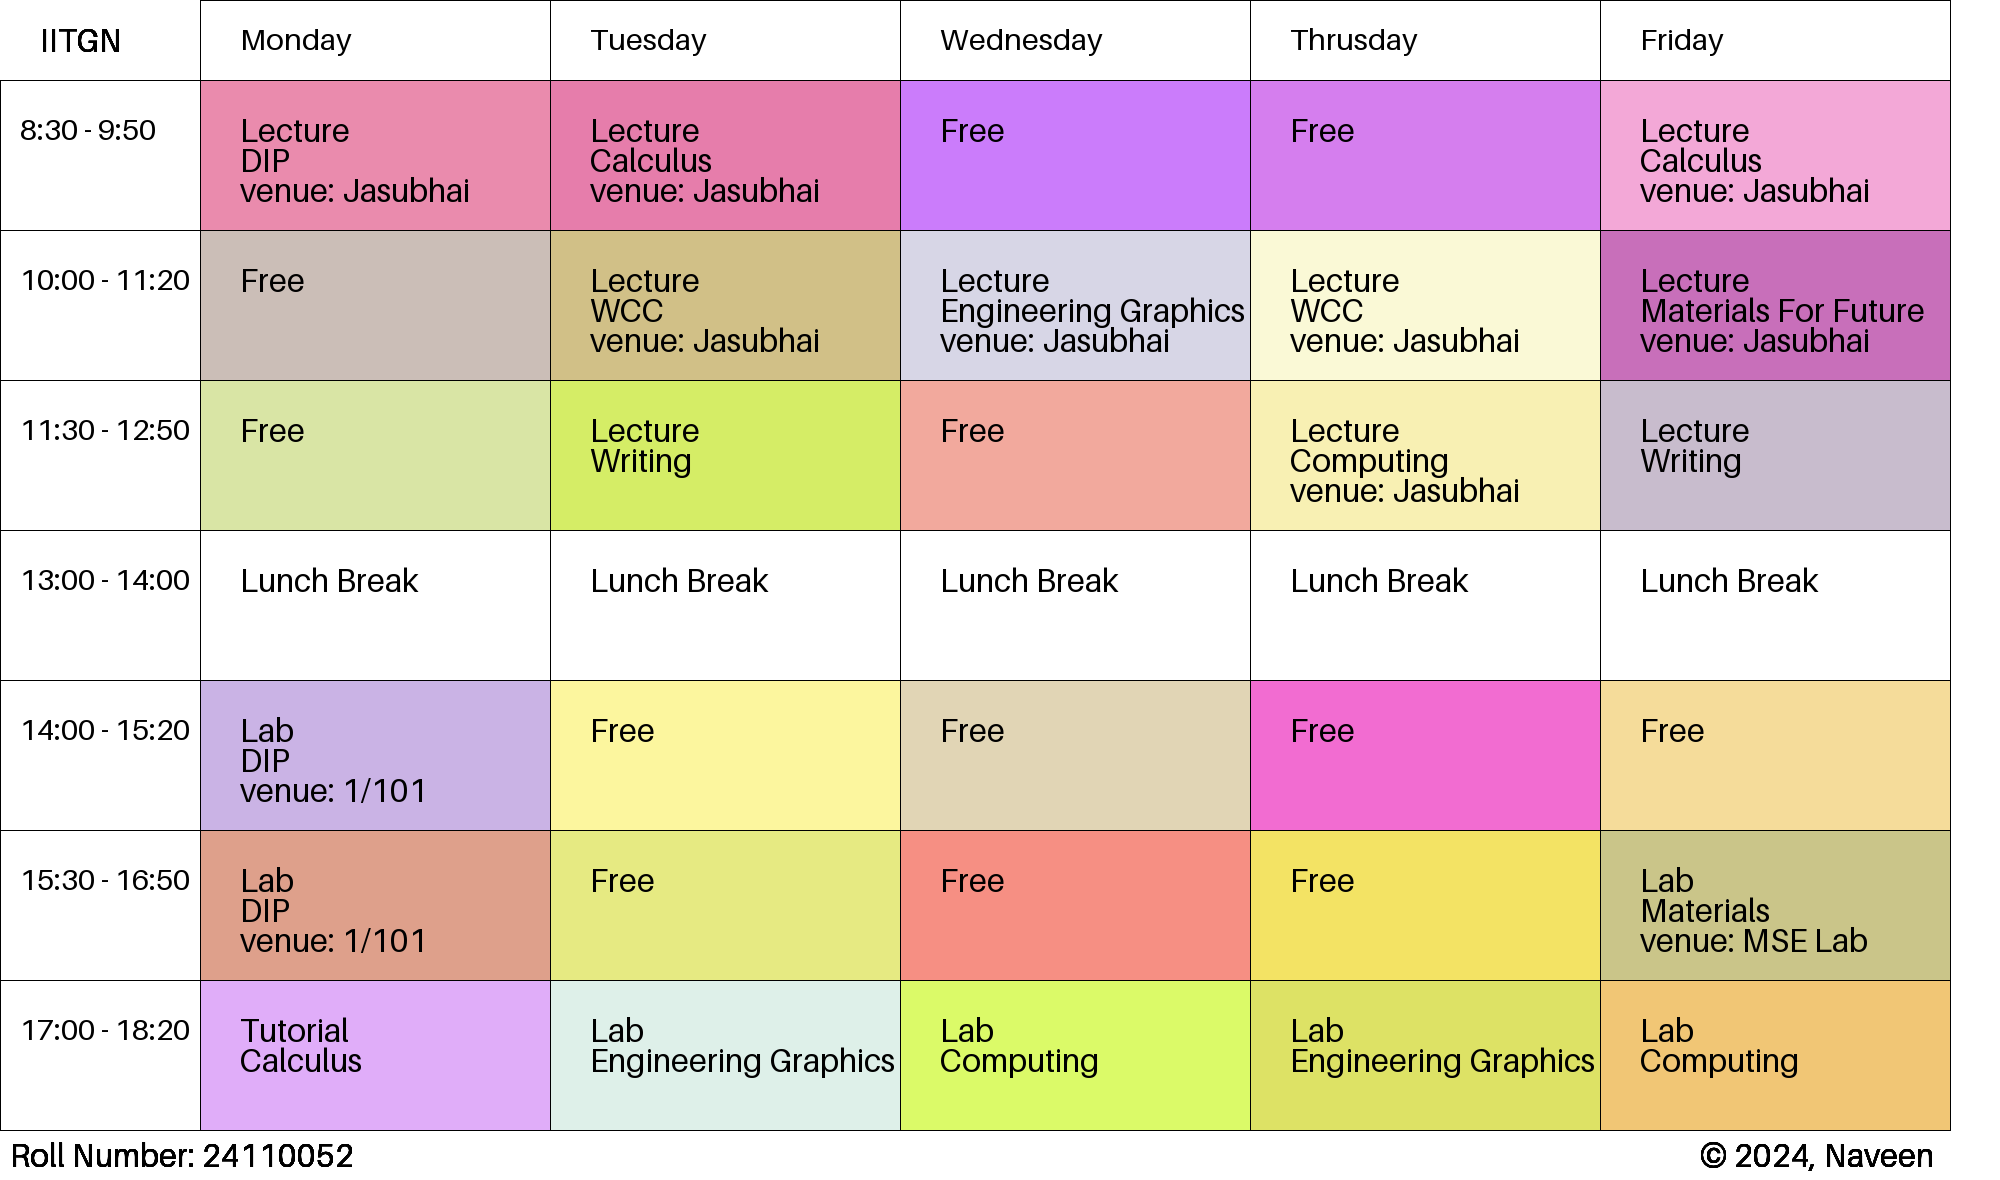 IITGN Monday Tuesday Wednesday Thrusday Friday
8:30 - 9:50
Lecture
DIP
venue: Jasubhai
Lecture
Calculus
venue: Jasubhai
Free
Free
Lecture
Calculus
venue: Jasubhai
10:00 - 11:20
Free
Lecture
WCC
venue: Jasubhai
Lecture
Engineering Graphics
venue: Jasubhai
Lecture
WCC
venue: Jasubhai
Lecture
Materials For Future
venue: Jasubhai
11:30 - 12:50
Free
Lecture
Writing
Free
Lecture
Computing
venue: Jasubhai
Lecture
Writing
13:00 - 14:00
Lunch Break
Lunch Break
Lunch Break
Lunch Break
Lunch Break
14:00 - 15:20
Lab
DIP
venue: 1/101
Free
Free
Free
Free
15:30 - 16:50
Lab
DIP
venue: 1/101
Free
Free
Free
Lab
Materials
venue: MSE Lab
17:00 - 18:20
Tutorial
Calculus
Lab
Engineering Graphics
Lab
Computing
Lab
Engineering Graphics
Lab
Computing
Roll Number: 24110052
© 2024, Naveen